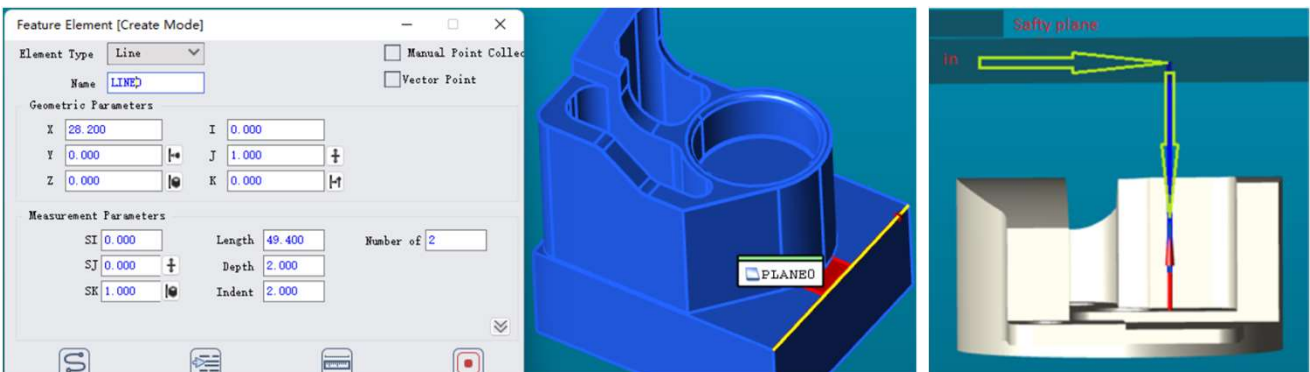 Feature Element [Create Mode]
Element Type Line
Manual Point Collec
Name LINE0
Vector Point
Geometric Parameters
X 28.200 I 0.000
Y 0.000 J 1.000
Z 0.000 K 0.000
Measurement Parameters
SI 0.000 Length 49.400 Number of 2
SJ 0.000 Depth 2.000
SK 1.000 Indent 2.000
PLANE0
Safty plane
in